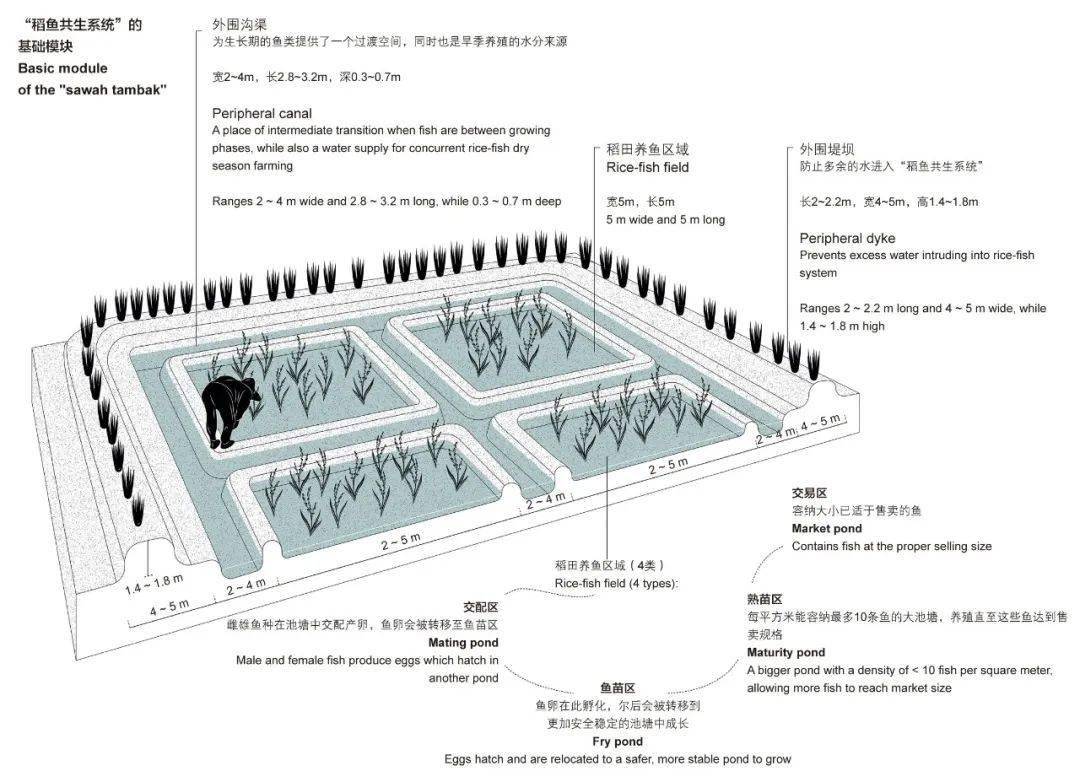 “稻鱼共生系统”的
基础模块
Basic module
of the "sawah tambak"
外围沟渠
为生长期的鱼类提供了一个过渡空间，同时也是旱季养殖的水分来源
宽2~4m，长2.8~3.2m，深0.3~0.7m
Peripheral canal
A place of intermediate transition when fish are between growing
phases, while also a water supply for concurrent rice-fish dry
season farming
Ranges 2 ~ 4 m wide and 2.8 ~ 3.2 m long, while 0.3 ~ 0.7 m deep
稻田养鱼区域
Rice-fish field
宽5m，长5m
5 m wide and 5 m long
外围堤坝
防止多余的水进入“稻鱼共生系统”
长2~2.2m，宽4~5m，高1.4~1.8m
Peripheral dyke
Prevents excess water intruding into rice-fish
system
Ranges 2 ~ 2.2 m long and 4 ~ 5 m wide, while
1.4 ~ 1.8 m high
1.4 ~ 1.8 m
4 ~ 5 m
2 ~ 4 m
2 ~ 5 m
2 ~ 4 m
2 ~ 5 m
2 ~ 4 m
4 ~ 5 m
稻田养鱼区域（4类）
Rice-fish field (4 types):
交配区
雌雄鱼种在池塘中交配产卵，鱼卵会被转移至鱼苗区
Mating pond
Male and female fish produce eggs which hatch in
another pond
鱼苗区
鱼卵在此孵化，尔后会被转移到
更加安全稳定的池塘中成长
Fry pond
Eggs hatch and are relocated to a safer, more stable pond to grow
熟苗区
每平方米能容纳最多10条鱼的大池塘，养殖直至这些鱼达到售
卖规格
Maturity pond
A bigger pond with a density of < 10 fish per square meter,
allowing more fish to reach market size
交易区
容纳大小已适于售卖的鱼
Market pond
Contains fish at the proper selling size